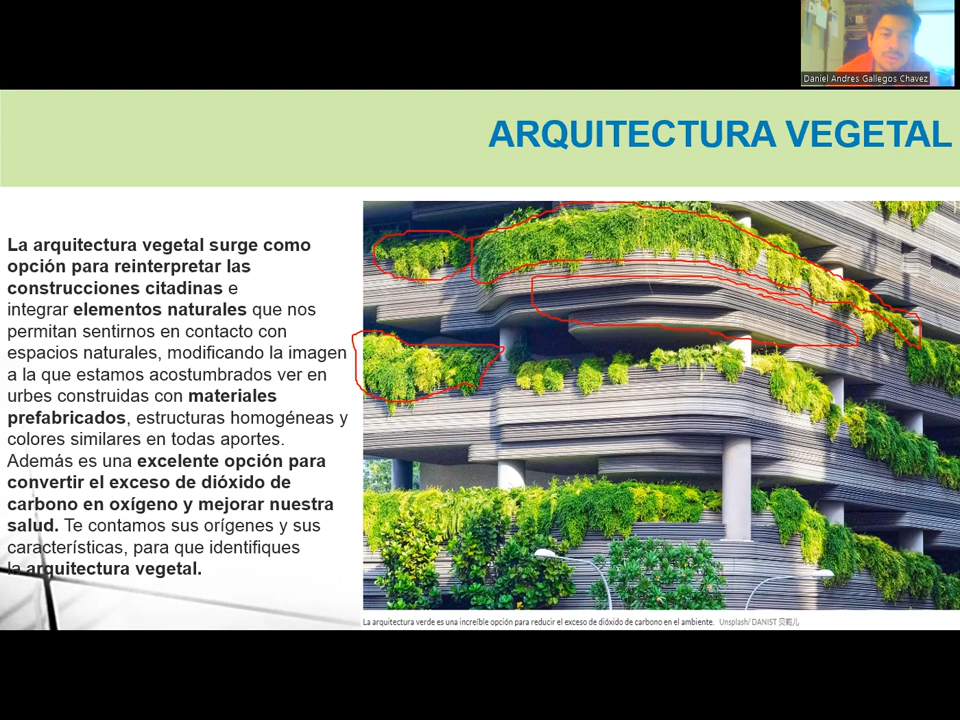 Daniel Andres Gallegos Chavez
ARQUITECTURA VEGETAL
La arquitectura vegetal surge como
opción para reinterpretar las
construcciones citadinas e
integrar elementos naturales que nos
permitan sentirnos en contacto con
espacios naturales, modificando la imagen
a la que estamos acostumbrados ver en
urbes construidas con materiales
prefabricados, estructuras homogéneas y
colores similares en todas aportes.
Además es una excelente opción para
convertir el exceso de dióxido de
carbono en oxígeno y mejorar nuestra
salud. Te contamos sus orígenes y sus
características, para que identifiques
la arquitectura vegetal.
La arquitectura verde es una increíble opción para reducir el exceso de dióxido de carbono en el ambiente. Unsplash/ DANIST